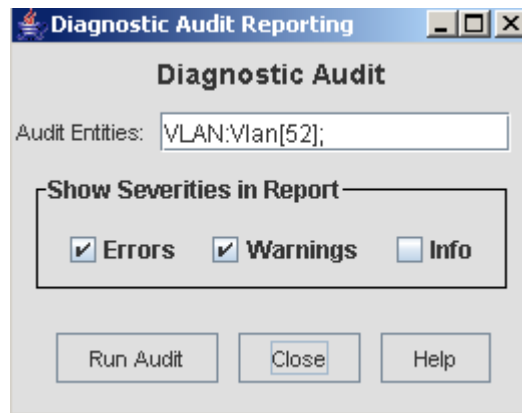 Diagnostic Audit Reporting
Diagnostic Audit
Audit Entities: VLAN:Vlan[52];
Show Severities in Report
Errors Warnings Info
Run Audit Close Help